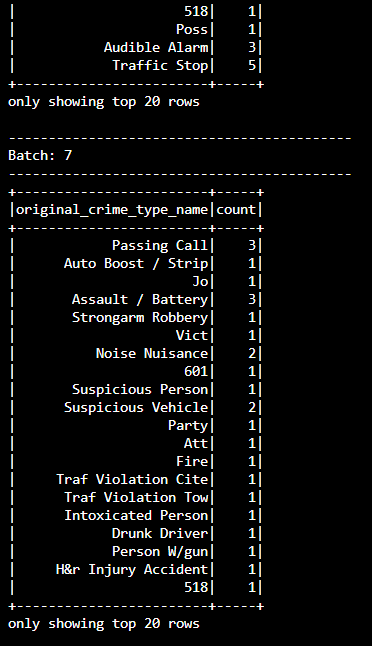 |                     518|    1|
|                    Poss|    1|
|           Audible Alarm|    3|
|            Traffic Stop|    5|
+------------------------+-----+
only showing top 20 rows
-------------------------------------------
Batch: 7
-------------------------------------------
+------------------------+-----+
|original_crime_type_name|count|
+------------------------+-----+
|            Passing Call|    3|
|      Auto Boost / Strip|    1|
|                      Jo|    1|
|       Assault / Battery|    3|
|       Strongarm Robbery|    1|
|                    Vict|    1|
|          Noise Nuisance|    2|
|                     601|    1|
|       Suspicious Person|    1|
|      Suspicious Vehicle|    2|
|                   Party|    1|
|                     Att|    1|
|                    Fire|    1|
|     Traf Violation Cite|    1|
|      Traf Violation Tow|    1|
|      Intoxicated Person|    1|
|            Drunk Driver|    1|
|            Person W/gun|    1|
|     H&r Injury Accident|    1|
|                     518|    1|
+------------------------+-----+
only showing top 20 rows